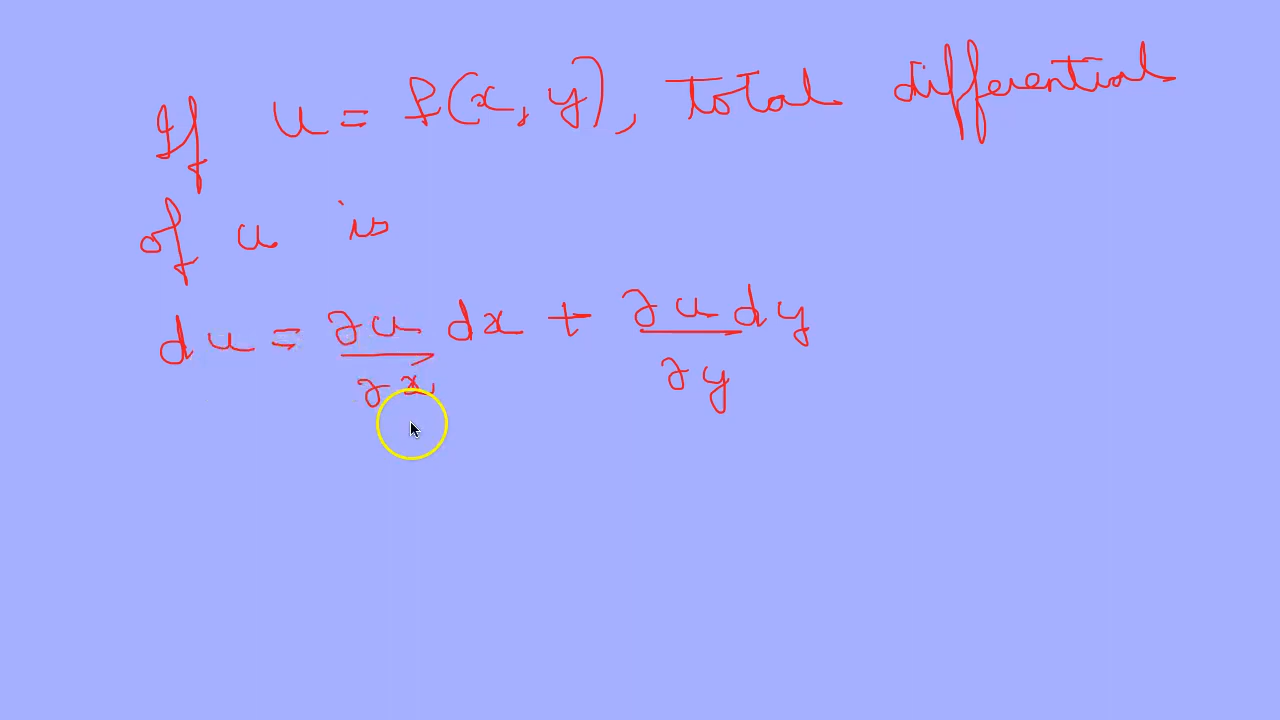 If u = f(x, y), total differential
of u is
du = ∂u/∂x dx + ∂u/∂y dy